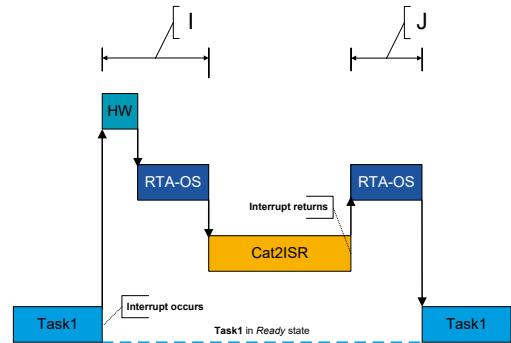 I
J
HW
RTA-OS
RTA-OS
Interrupt returns
Cat2ISR
Interrupt occurs
Task1
Task1 in Ready state
Task1